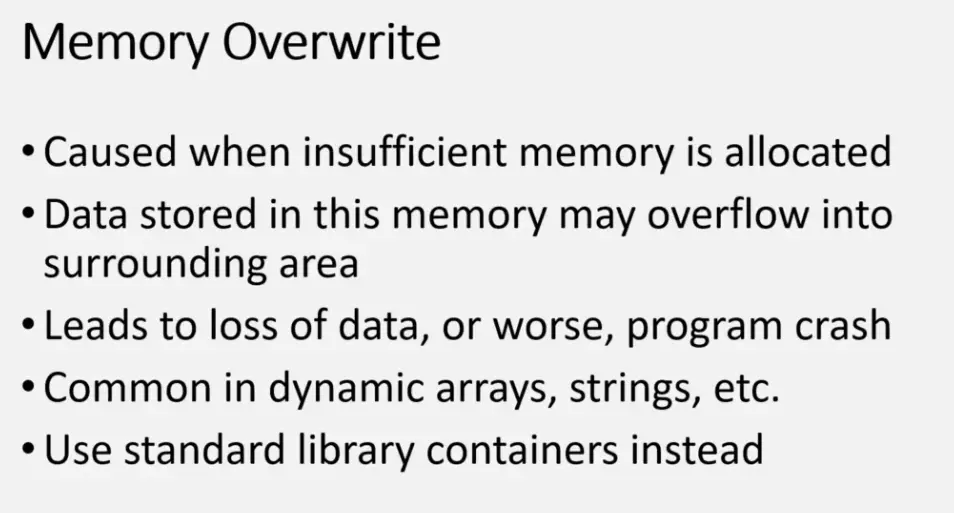 Memory Overwrite
• Caused when insufficient memory is allocated
• Data stored in this memory may overflow into
surrounding area
• Leads to loss of data, or worse, program crash
• Common in dynamic arrays, strings, etc.
• Use standard library containers instead